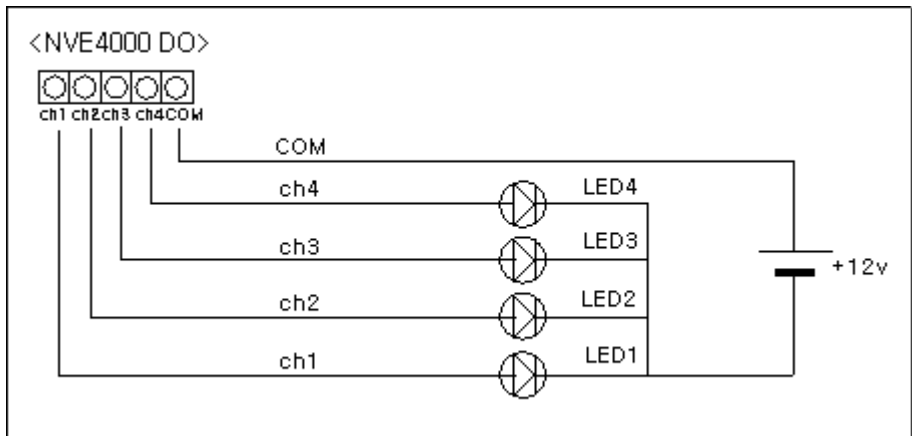 <NVE4000 DO>
ch1 ch2 ch3 ch4 COM
COM
ch4 LED4
ch3 LED3
+12v
ch2 LED2
ch1 LED1